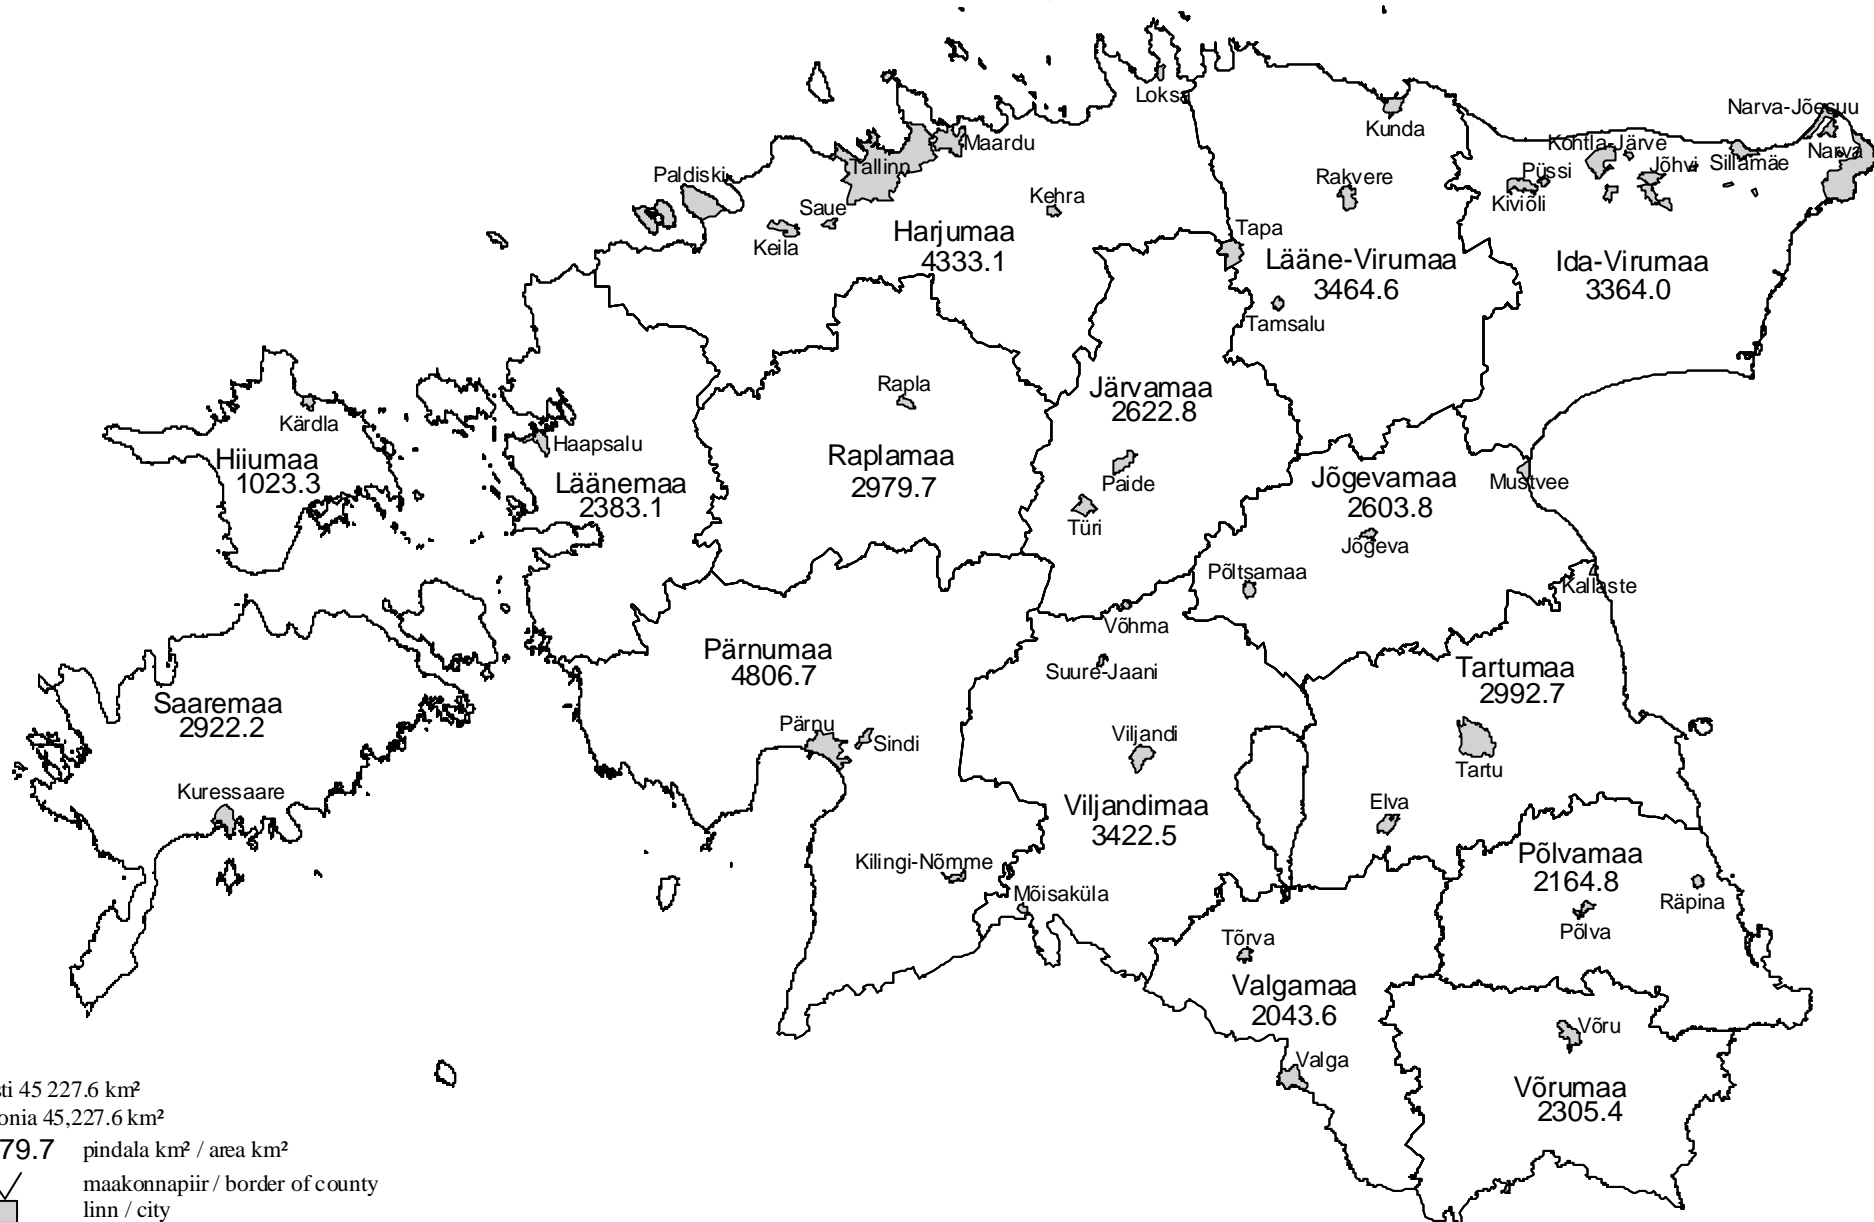 Loksa
Narva-Jõesuu
Kunda
Maardu
Kohtla-Järve
Narva
Tallinn
Püssi
Jõhvi
Sillamäe
Paldiski
Rakvere
Kiviõli
Kehra
Saue
Keila
Harjumaa
4333.1
Tapa
Lääne-Virumaa
3464.6
Ida-Virumaa
3364.0
Tamsalu
Rapla
Järvamaa
2622.8
Kärdla
Haapsalu
Hiiumaa
1023.3
Raplamaa
2979.7
Läänemaa
2383.1
Paide
Jõgevamaa
2603.8
Mustvee
Türi
Jõgeva
Põltsamaa
Kallaste
Võhma
Pärnumaa
4806.7
Suure-Jaani
Tartumaa
2992.7
Saaremaa
2922.2
Pärnu
Sindi
Viljandi
Tartu
Kuressaare
Viljandimaa
3422.5
Elva
Kilingi-Nõmme
Põlvamaa
2164.8
Mõisaküla
Räpina
Põlva
Tõrva
Valgamaa
2043.6
Võru
Valga
Võrumaa
2305.4
sti 45 227.6 km²
onia 45,227.6 km²
79.7 pindala km² / area km²
maakonnapiir / border of county
linn / city